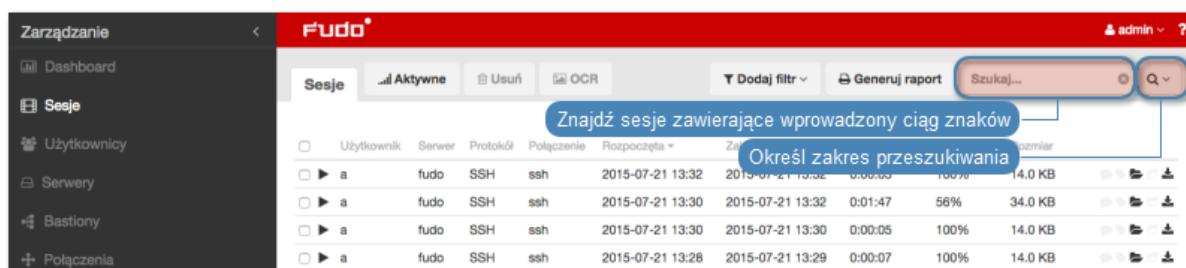 Zarządzanie
Fudo
admin
?
Dashboard
Sesje
Użytkownicy
Serwery
Bastiony
Połączenia
Sesje
Aktywne
Usuń
OCR
Dodaj filtr
Generuj raport
Szukaj...
Znajdź sesje zawierające wprowadzony ciąg znaków
Określ zakres przeszukiwania
Użytkownik Serwer Protokół Połączenie Rozpoczęta
a fudo SSH ssh 2015-07-21 13:32 2015-07-21 13:32 0:00:05 100% 14.0 KB
a fudo SSH ssh 2015-07-21 13:30 2015-07-21 13:32 0:01:47 56% 34.0 KB
a fudo SSH ssh 2015-07-21 13:30 2015-07-21 13:30 0:00:05 100% 14.0 KB
a fudo SSH ssh 2015-07-21 13:28 2015-07-21 13:29 0:00:07 100% 14.0 KB